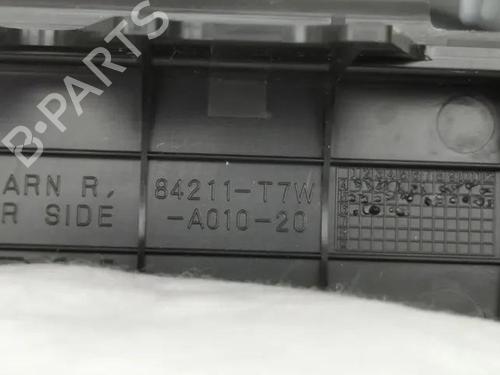 B-PARTS
ARN R,
R SIDE
84211-T7W
-A010-20